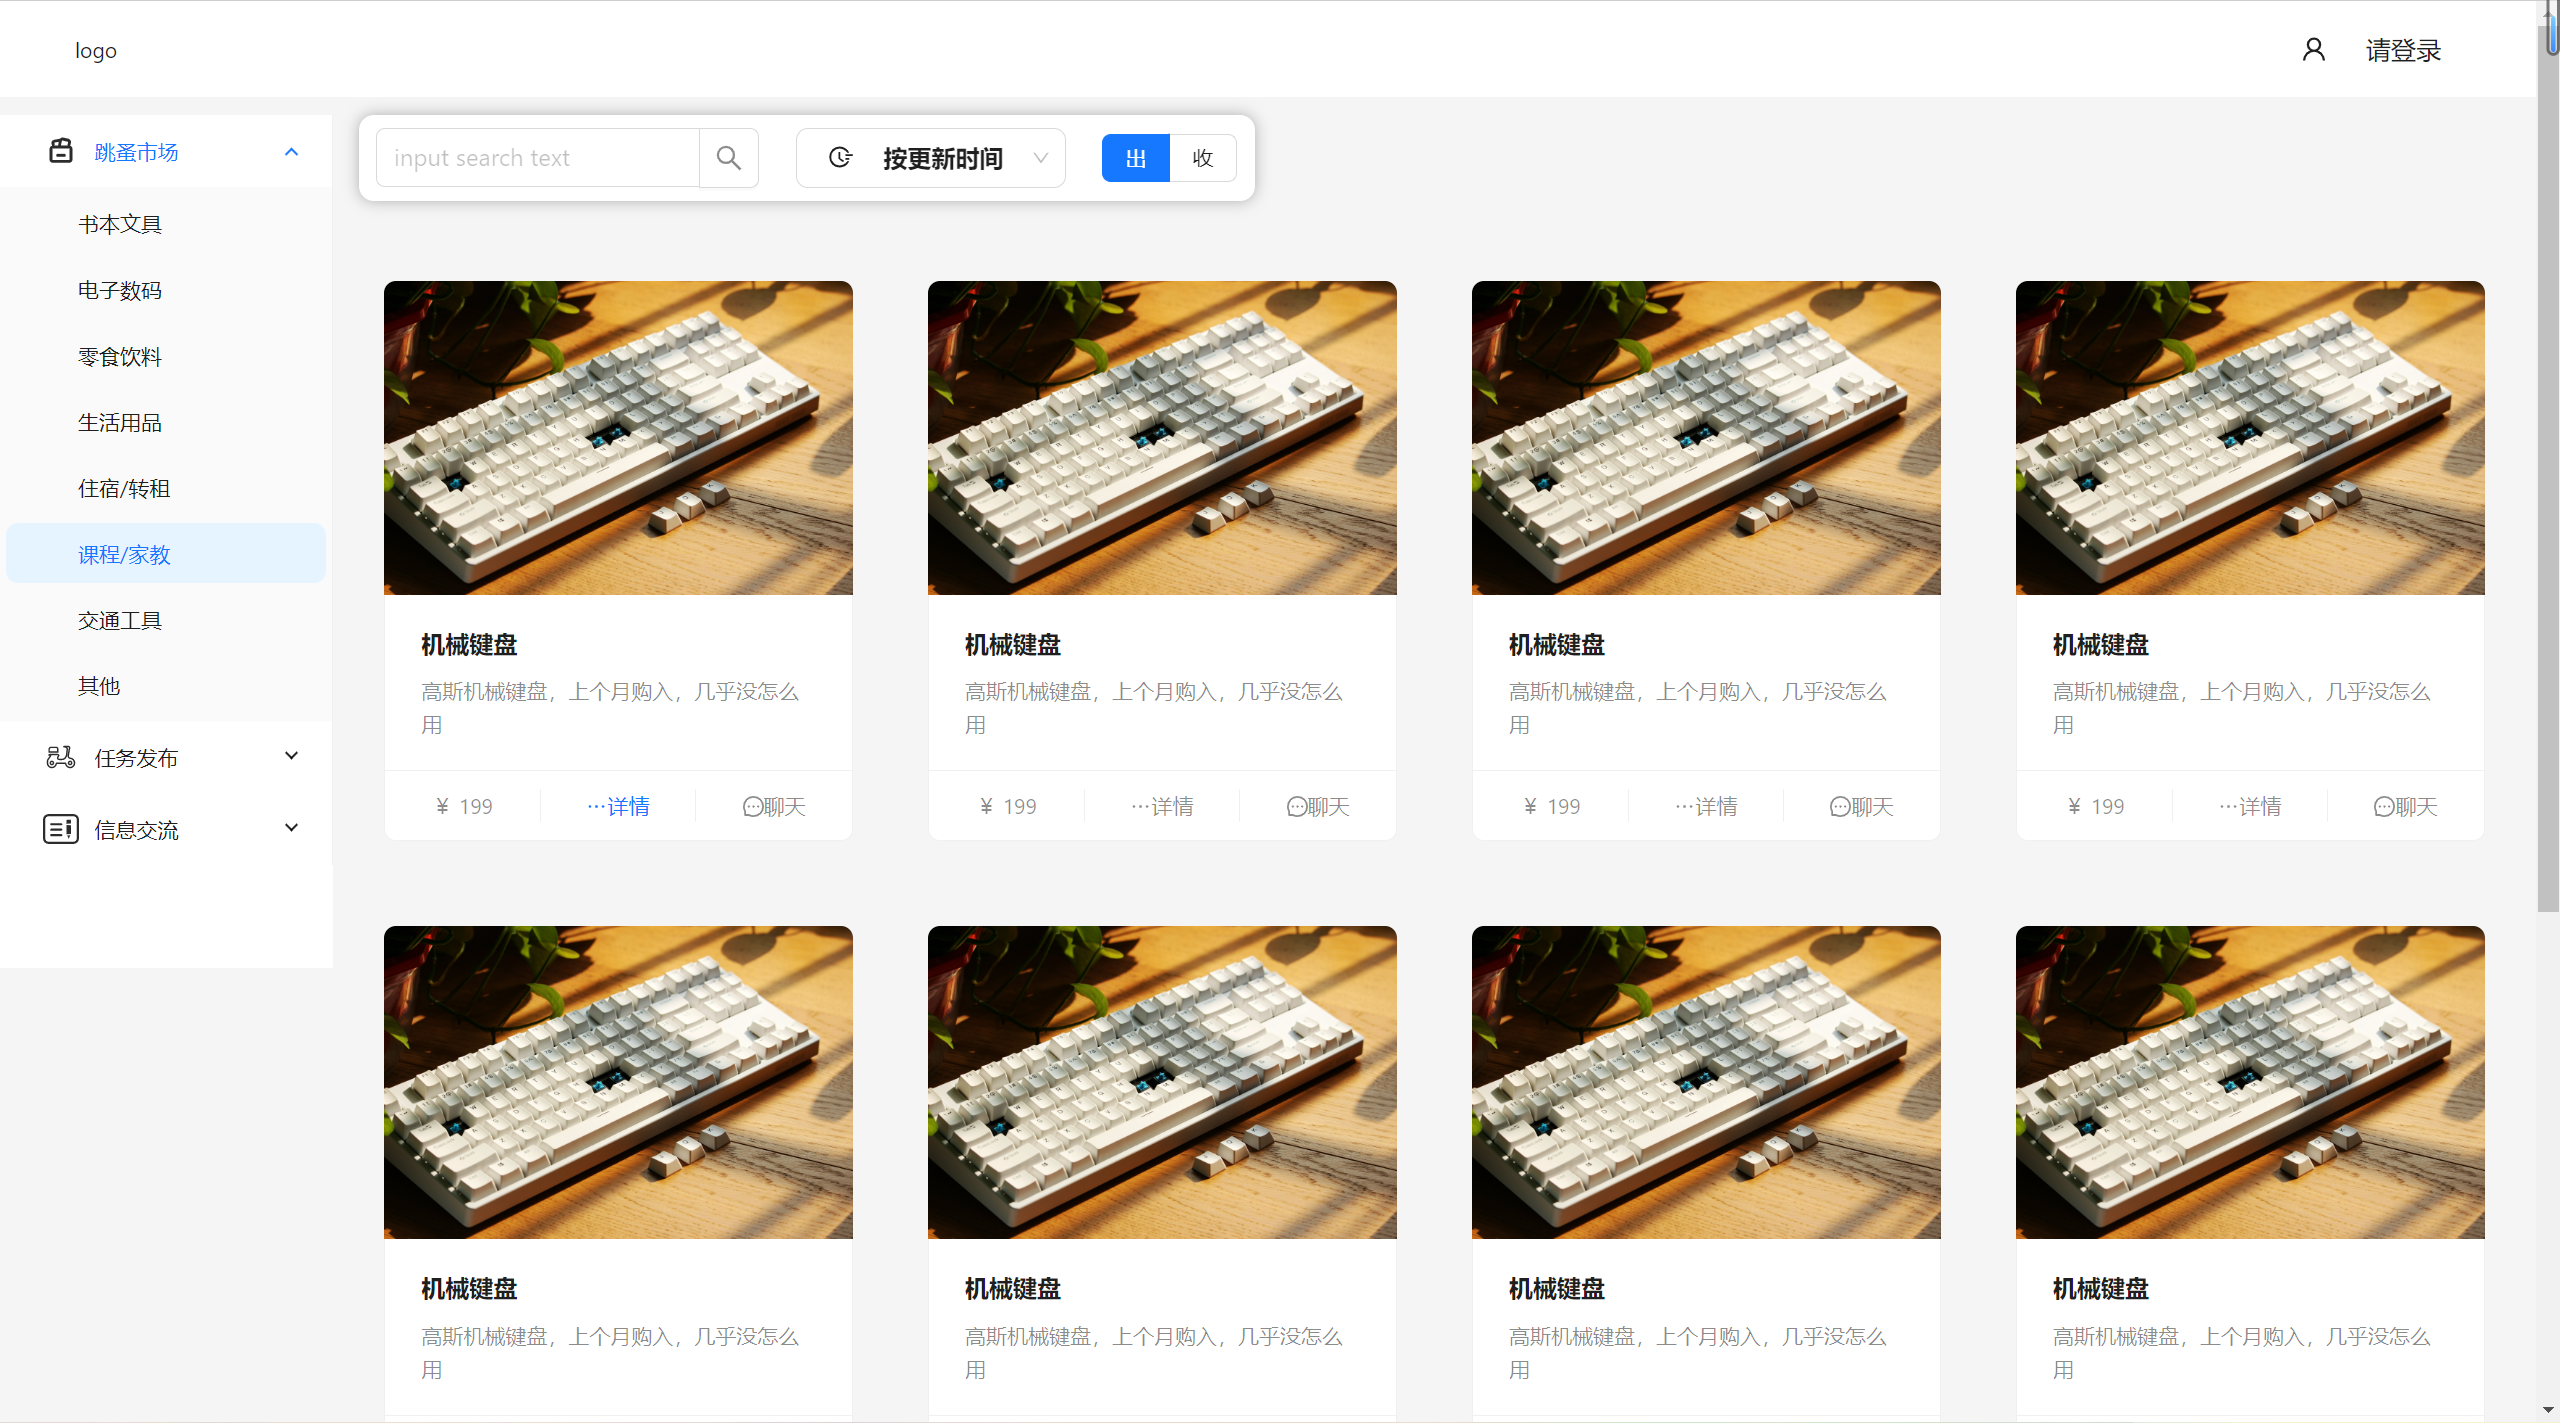 logo
请登录
input search text
按更新时间
出
收
跳蚤市场
书本文具
电子数码
零食饮料
生活用品
住宿/转租
课程/家教
交通工具
其他
任务发布
信息交流
机械键盘
高斯机械键盘，上个月购入，几乎没怎么
用
¥ 199
···详情
聊天
机械键盘
高斯机械键盘，上个月购入，几乎没怎么
用
¥ 199
···详情
聊天
机械键盘
高斯机械键盘，上个月购入，几乎没怎么
用
¥ 199
···详情
聊天
机械键盘
高斯机械键盘，上个月购入，几乎没怎么
用
¥ 199
···详情
聊天
机械键盘
高斯机械键盘，上个月购入，几乎没怎么
用
机械键盘
高斯机械键盘，上个月购入，几乎没怎么
用
机械键盘
高斯机械键盘，上个月购入，几乎没怎么
用
机械键盘
高斯机械键盘，上个月购入，几乎没怎么
用